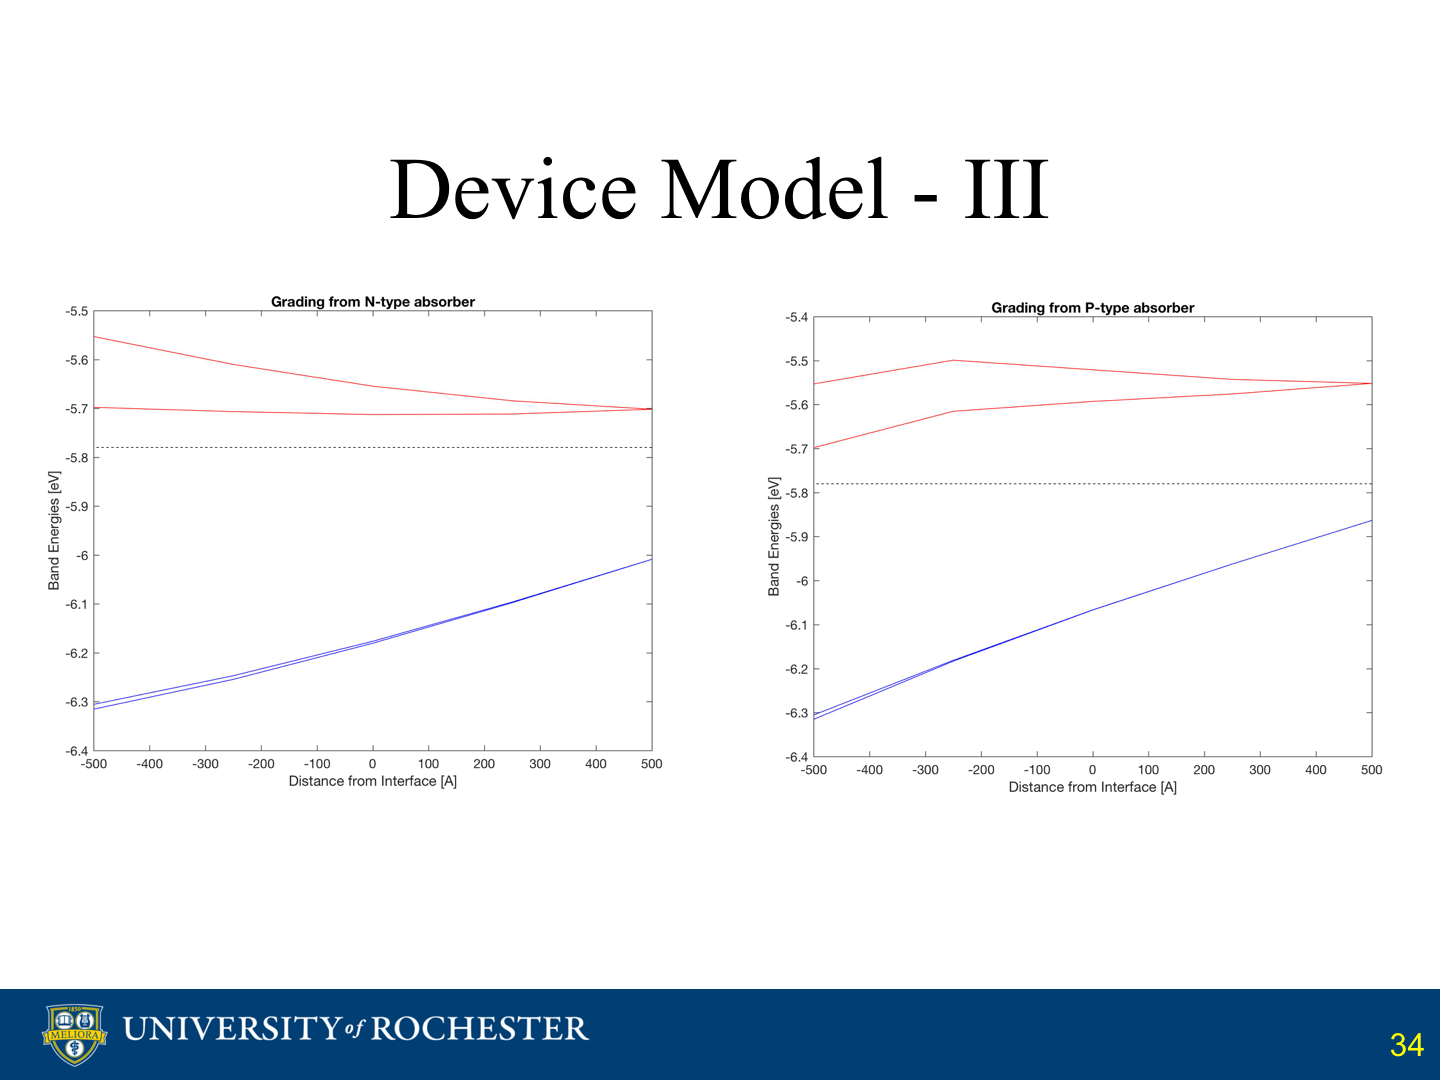 Device Model - III
Grading from N-type absorber
-5.5
-5.6
-5.7
-5.8
-5.9
-6
-6.1
-6.2
-6.3
-6.4
Band Energies [eV]
-500 -400 -300 -200 -100 0 100 200 300 400 500
Distance from Interface [A]
Grading from P-type absorber
-5.4
-5.5
-5.6
-5.7
-5.8
-5.9
-6
-6.1
-6.2
-6.3
-6.4
Band Energies [eV]
-500 -400 -300 -200 -100 0 100 200 300 400 500
Distance from Interface [A]
1850
MELIORA
UNIVERSITY of ROCHESTER
34